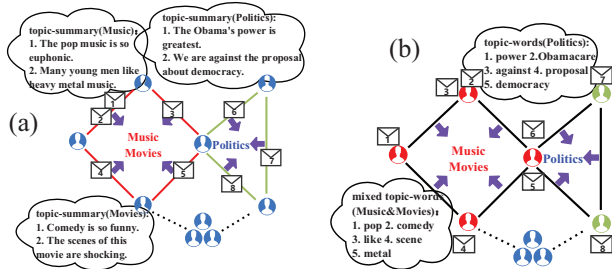 topic-summary(Music):
1. The pop music is so
euphonic.
2. Many young men like
heavy metal music.
topic-summary(Politics):
1. The Obama's power is
greatest.
2. We are against the proposal
about democracy.
(a)
1
2
3
6
Music
Movies
Politics
7
4
5
8
topic-summary(Movies):
1. Comedy is so funny.
2. The scenes of this
movie are shocking.
(b)
topic-words(Politics):
1. power 2.Obamacare
3. against 4. proposal
5. democracy
2
3
7
1
6
Music
Movies
Politics
5
4
8
mixed topic-words
(Music&Movies):
1. pop 2. comedy
3. like 4. scene
5. metal